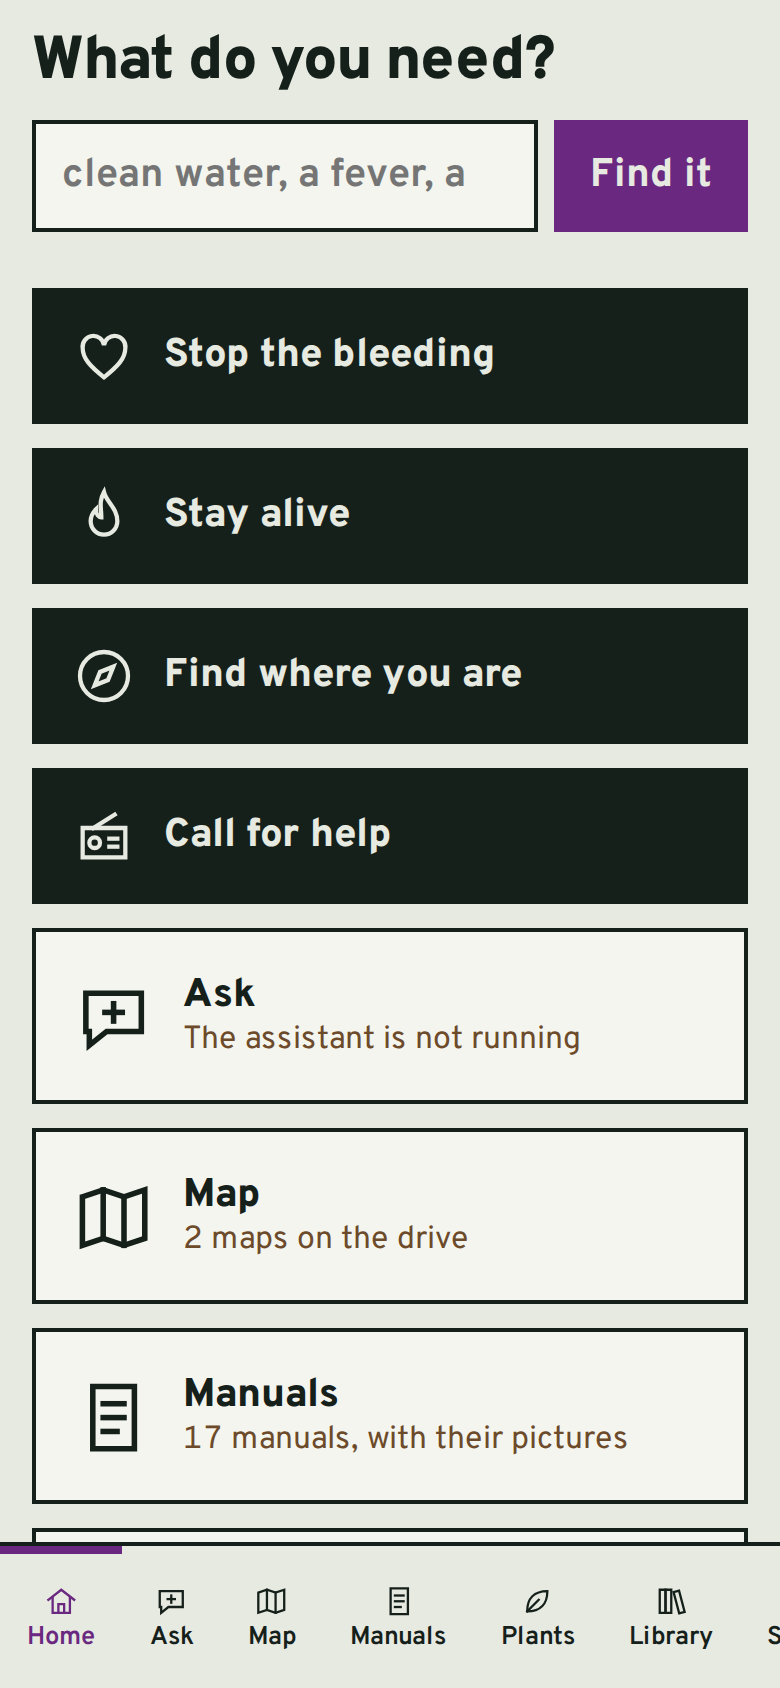 What do you need?
clean water, a fever, a
Find it
Stop the bleeding
Stay alive
Find where you are
Call for help
Ask
The assistant is not running
Map
2 maps on the drive
Manuals
17 manuals, with their pictures
Home
Ask
Map
Manuals
Plants
Library